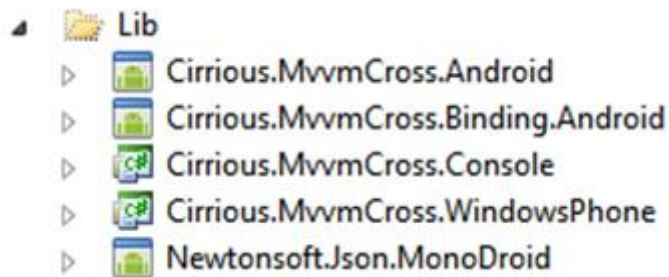 Lib
Cirrious.MvvmCross.Android
Cirrious.MvvmCross.Binding.Android
Cirrious.MvvmCross.Console
Cirrious.MvvmCross.WindowsPhone
Newtonsoft.Json.MonoDroid